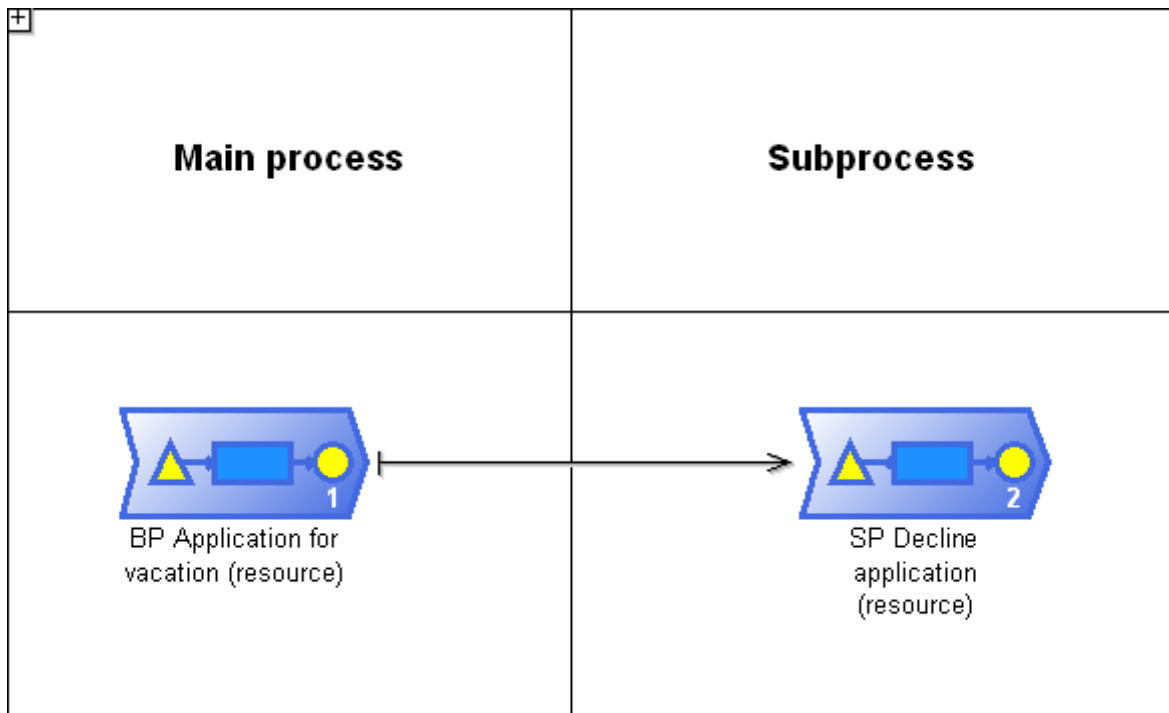 Main process
Subprocess
1
BP Application for
vacation (resource)
2
SP Decline
application
(resource)